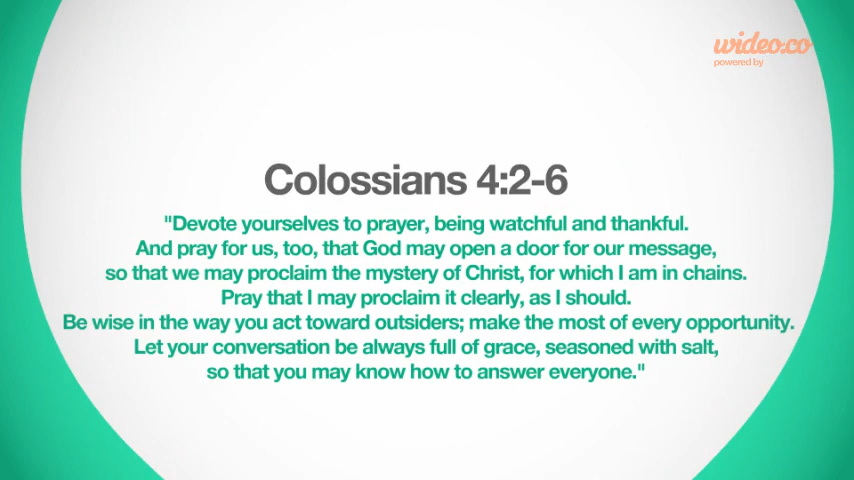 wideo.co
powered by
Colossians 4:2-6
"Devote yourselves to prayer, being watchful and thankful.
And pray for us, too, that God may open a door for our message,
so that we may proclaim the mystery of Christ, for which I am in chains.
Pray that I may proclaim it clearly, as I should.
Be wise in the way you act toward outsiders; make the most of every opportunity.
Let your conversation be always full of grace, seasoned with salt,
so that you may know how to answer everyone."